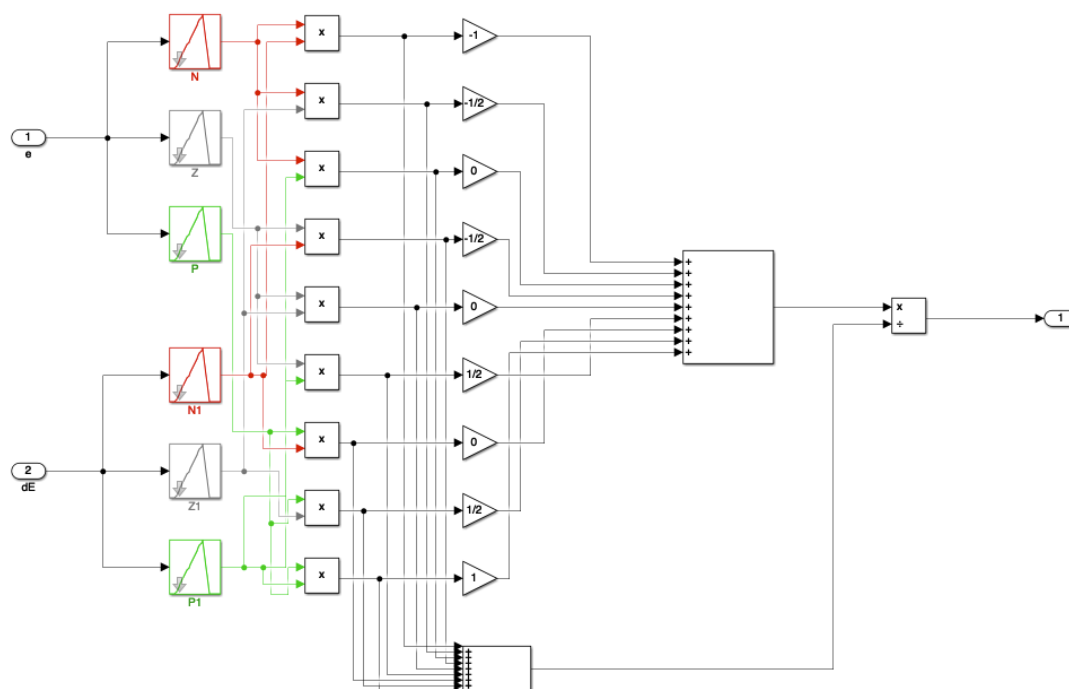 N
x
-1
x
-1/2
1
e
Z
x
0
P
x
-1/2
x
0
+
+
+
+
+
+
+
+
+
x
÷
1
N1
x
1/2
x
0
2
dE
Z1
x
1/2
P1
x
1
+
+
+
+
+
+
+